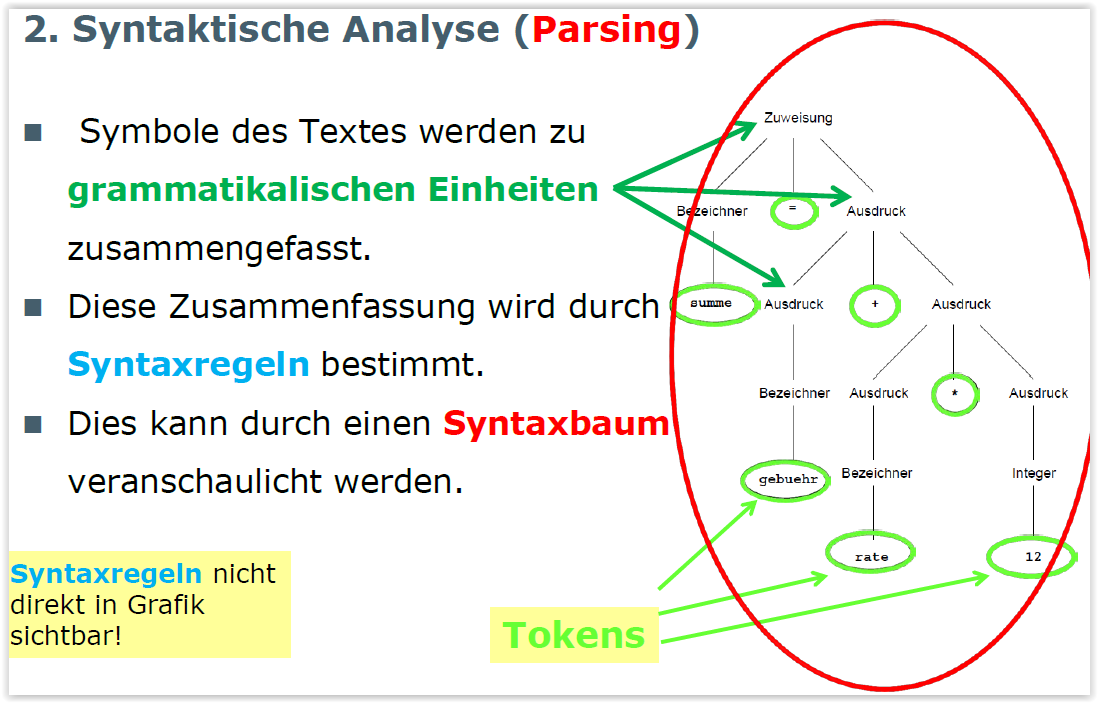 2. Syntaktische Analyse (Parsing)
■ Symbole des Textes werden zu
grammatikalischen Einheiten
zusammengefasst.
■ Diese Zusammenfassung wird durch
Syntaxregeln bestimmt.
■ Dies kann durch einen Syntaxbaum
veranschaulicht werden.
Syntaxregeln nicht
direkt in Grafik
sichtbar!
Tokens
Zuweisung
Bezeichner = Ausdruck
summe Ausdruck + Ausdruck
Bezeichner Ausdruck * Ausdruck
gebuehr Bezeichner Integer
rate 12